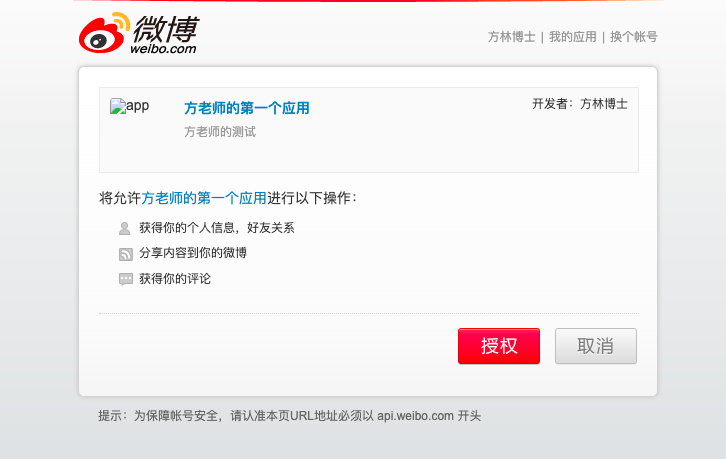 微博
weibo.com
方林博士 | 我的应用 | 换个帐号
app
方老师的第一个应用
开发者：方林博士
方老师的测试
将允许方老师的第一个应用进行以下操作：
获得你的个人信息，好友关系
分享内容到你的微博
获得你的评论
授权
取消
提示：为保障帐号安全，请认准本页URL地址必须以 api.weibo.com 开头